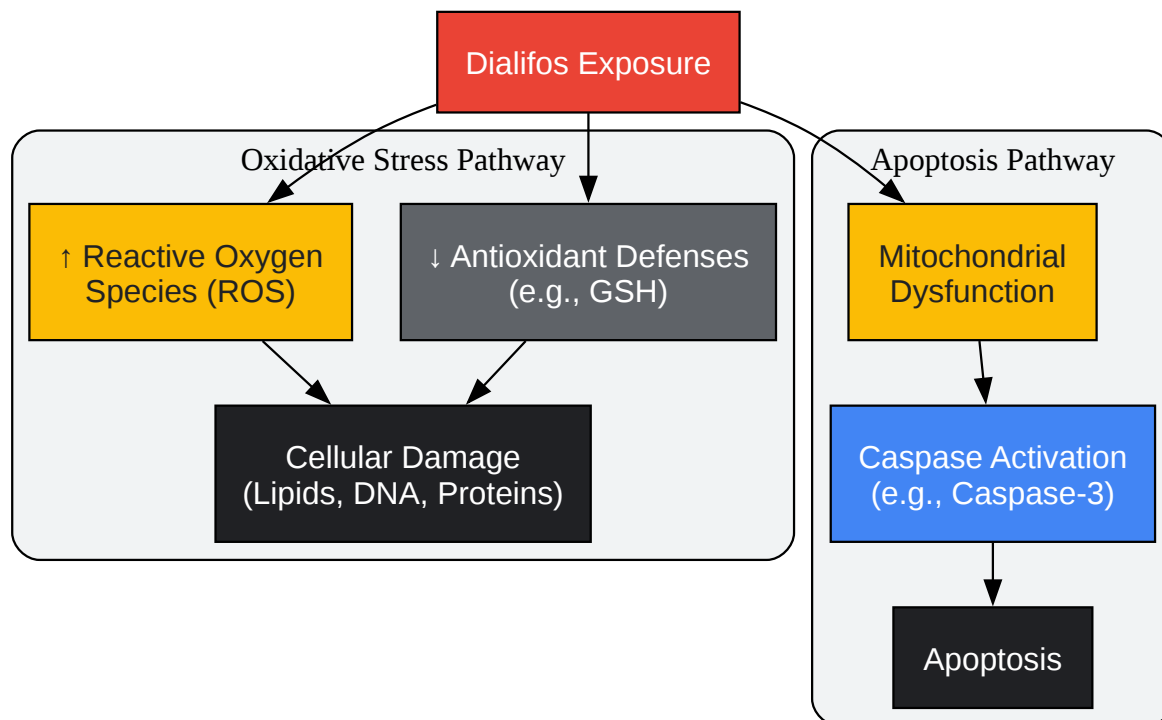 Dialifos Exposure
Oxidative Stress Pathway
Apoptosis Pathway
↑ Reactive Oxygen
Species (ROS)
↓ Antioxidant Defenses
(e.g., GSH)
Mitochondrial
Dysfunction
Cellular Damage
(Lipids, DNA, Proteins)
Caspase Activation
(e.g., Caspase-3)
Apoptosis